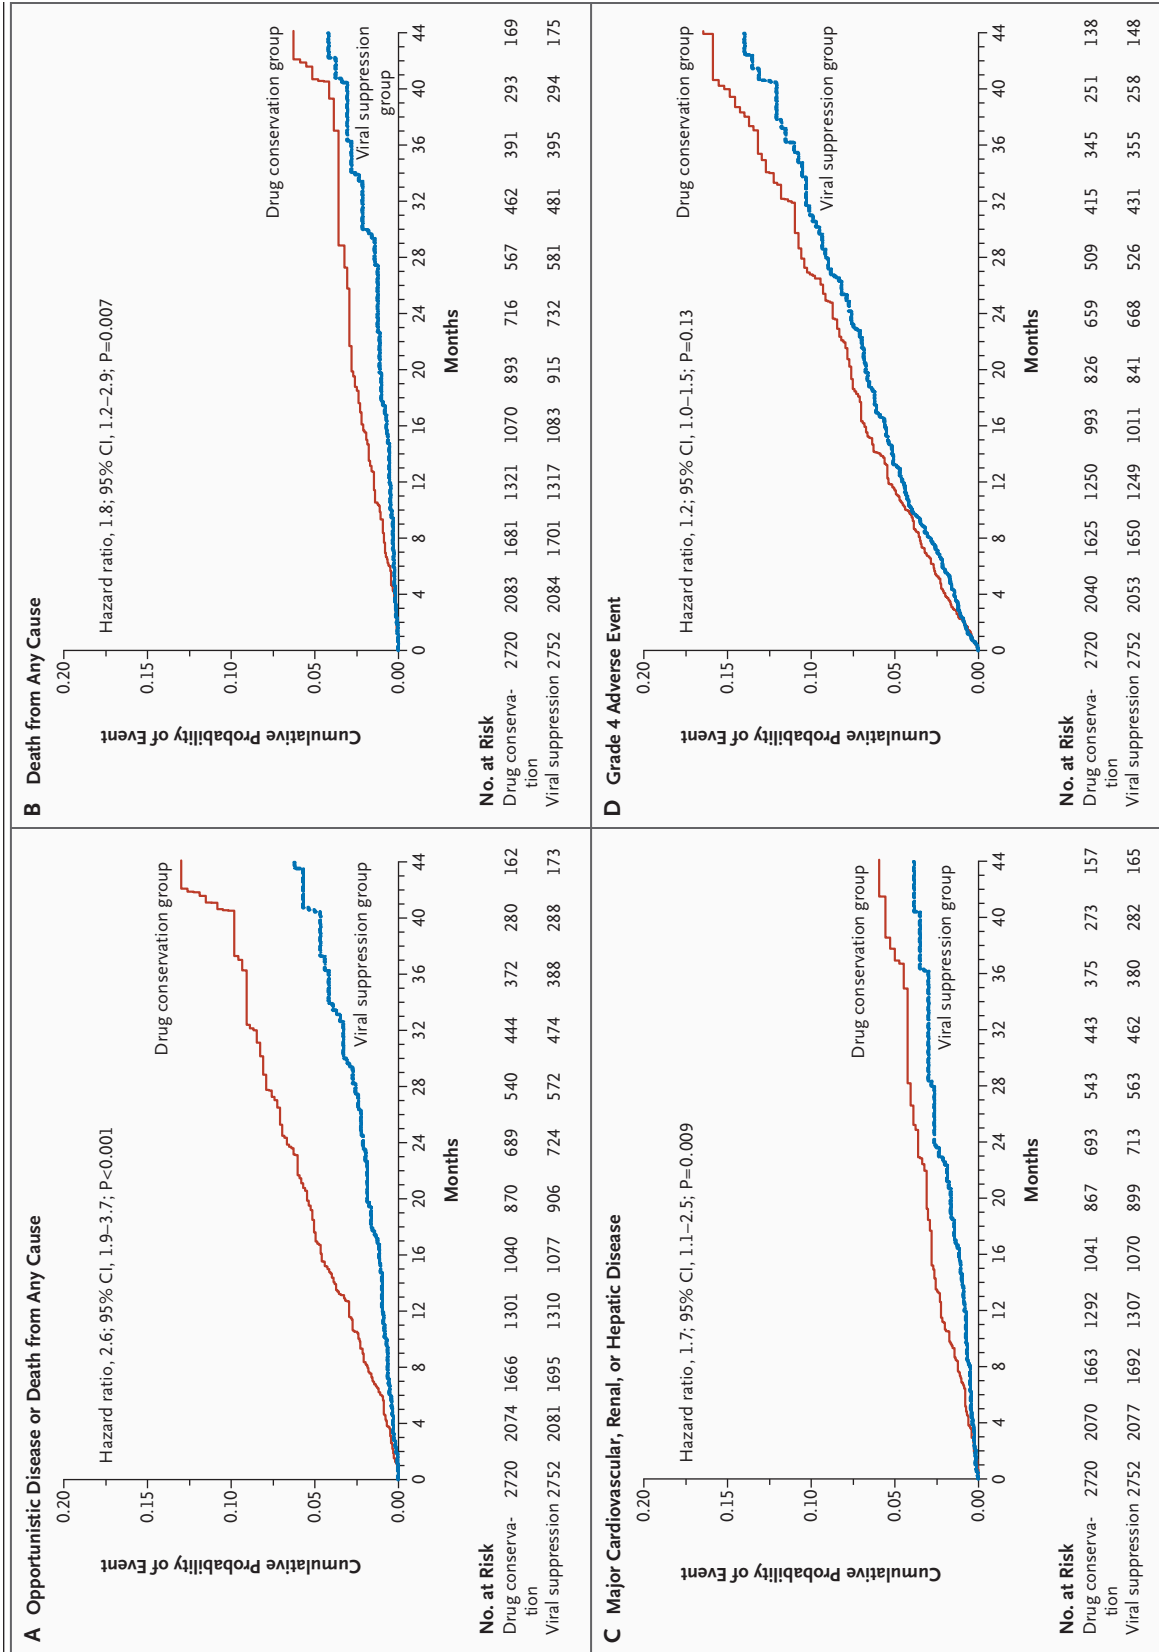 A Opportunistic Disease or Death from Any Cause
0.20
0.15
0.10
0.05
0.00
Cumulative Probability of Event
Hazard ratio, 2.6; 95% CI, 1.9–3.7; P<0.001
Drug conservation group
Viral suppression group
0 4 8 12 16 20 24 28 32 36 40 44
Months
No. at Risk
Drug conserva-
tion
2720 2074 1666 1301 1040 870 689 540 444 372 280 162
Viral suppression 2752 2081 1695 1310 1077 906 724 572 474 388 288 173
B Death from Any Cause
0.20
0.15
0.10
0.05
0.00
Cumulative Probability of Event
Hazard ratio, 1.8; 95% CI, 1.2–2.9; P=0.007
Drug conservation group
Viral suppression
group
0 4 8 12 16 20 24 28 32 36 40 44
Months
No. at Risk
Drug conserva-
tion
2720 2083 1681 1321 1070 893 716 567 462 391 293 169
Viral suppression 2752 2084 1701 1317 1083 915 732 581 481 395 294 175
C Major Cardiovascular, Renal, or Hepatic Disease
0.20
0.15
0.10
0.05
0.00
Cumulative Probability of Event
Hazard ratio, 1.7; 95% CI, 1.1–2.5; P=0.009
Drug conservation group
Viral suppression group
0 4 8 12 16 20 24 28 32 36 40 44
Months
No. at Risk
Drug conserva-
tion
2720 2070 1663 1292 1041 867 693 543 443 375 273 157
Viral suppression 2752 2077 1692 1307 1070 899 713 563 462 380 282 165
D Grade 4 Adverse Event
0.20
0.15
0.10
0.05
0.00
Cumulative Probability of Event
Hazard ratio, 1.2; 95% CI, 1.0–1.5; P=0.13
Drug conservation group
Viral suppression group
0 4 8 12 16 20 24 28 32 36 40 44
Months
No. at Risk
Drug conserva-
tion
2720 2040 1625 1250 993 826 659 509 415 345 251 138
Viral suppression 2752 2053 1650 1249 1011 841 668 526 431 355 258 148